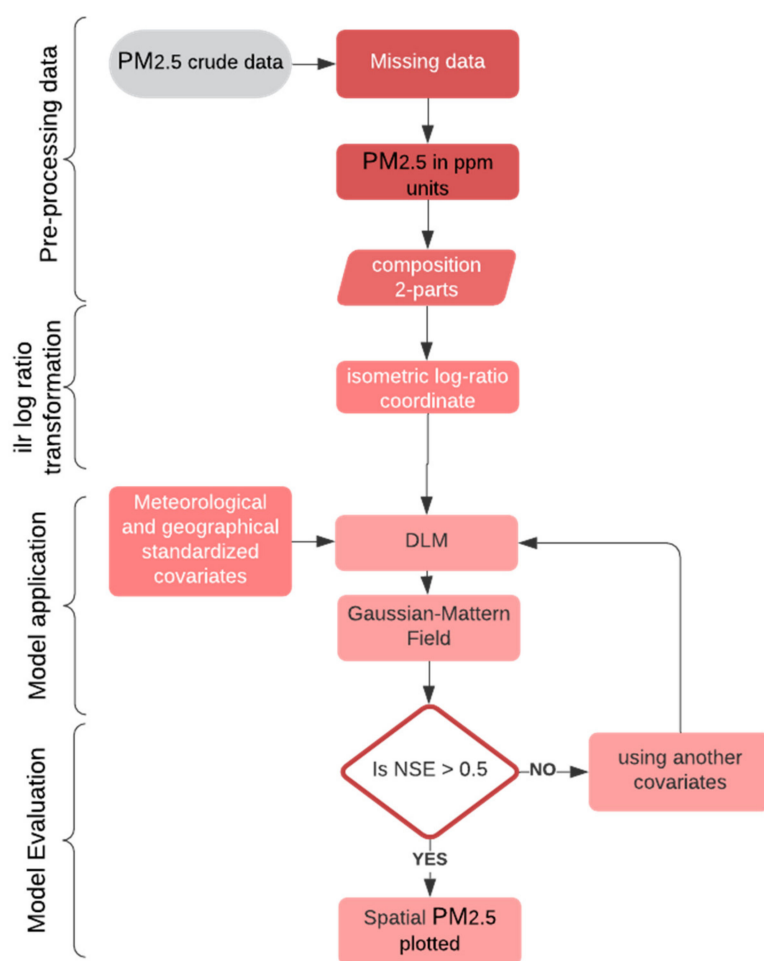 Pre-processing data
PM2.5 crude data
Missing data
PM2.5 in ppm
units
composition
2-parts
ilr log ratio
transformation
isometric log-ratio
coordinate
Model application
Meteorological
and geographical
standardized
covariates
DLM
Gaussian-Mattern
Field
Model Evaluation
Is NSE > 0.5
NO
using another
covariates
YES
Spatial PM2.5
plotted